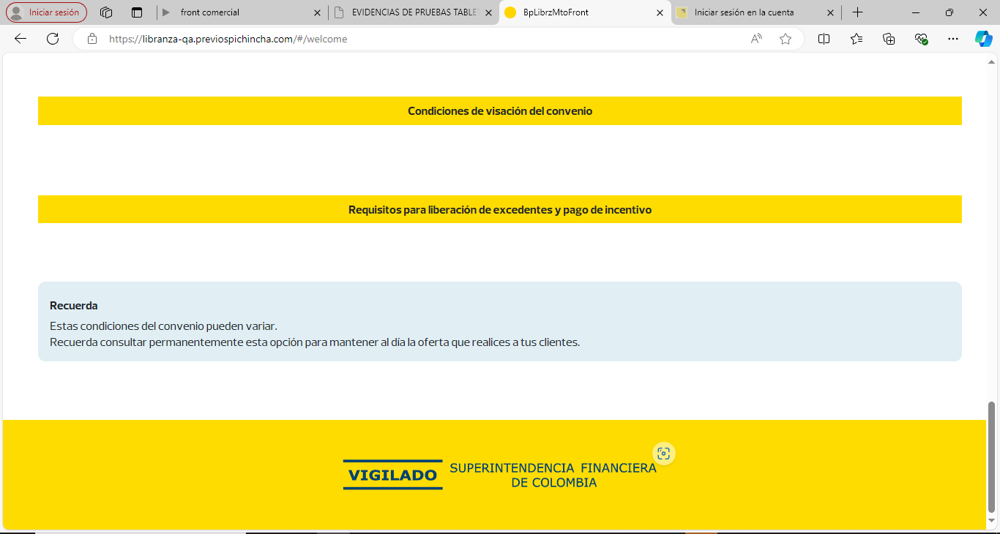 Iniciar sesión
front comercial
EVIDENCIAS DE PRUEBAS TABLE
BpLibrzMtoFront
Iniciar sesión en la cuenta
https://libranza-qa.previospichincha.com/#/welcome
Condiciones de visación del convenio
Requisitos para liberación de excedentes y pago de incentivo
Recuerda
Estas condiciones del convenio pueden variar.
Recuerda consultar permanentemente esta opción para mantener al día la oferta que realices a tus clientes.
VIGILADO
SUPERINTENDENCIA FINANCIERA
DE COLOMBIA